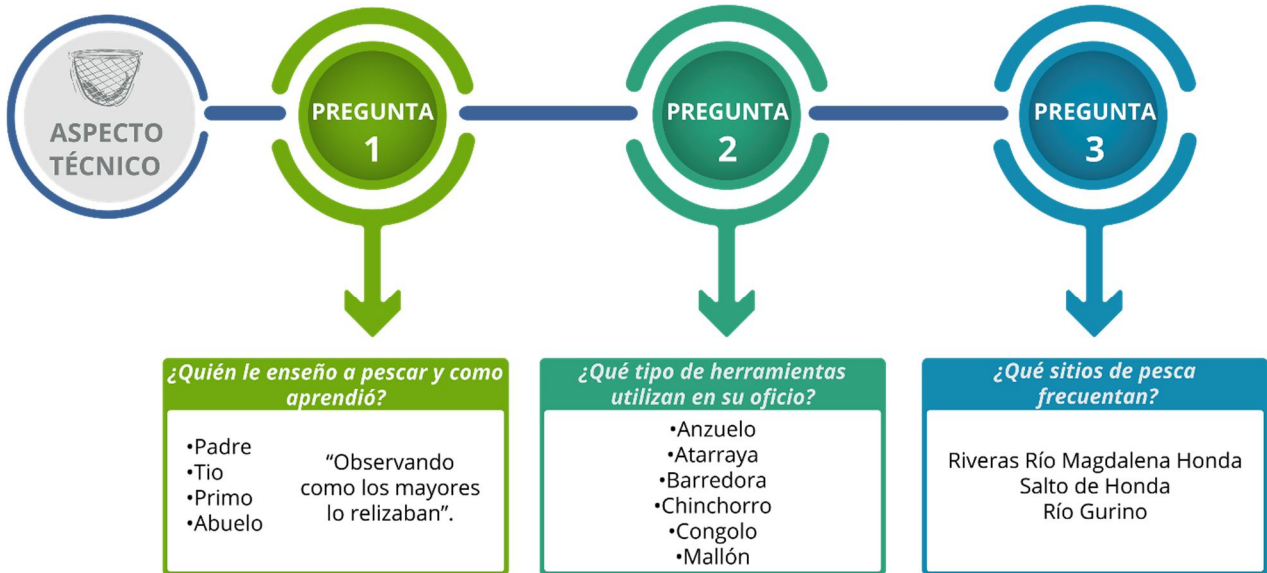 ASPECTO
TÉCNICO
PREGUNTA
1
PREGUNTA
2
PREGUNTA
3
¿Quién le enseño a pescar y como
aprendió?
•Padre
•Tio
•Primo
•Abuelo
“Observando
como los mayores
lo relizaban”.
¿Qué tipo de herramientas
utilizan en su oficio?
•Anzuelo
•Atarraya
•Barredora
•Chinchorro
•Congolo
•Mallón
¿Qué sitios de pesca
frecuentan?
Riveras Río Magdalena Honda
Salto de Honda
Río Gurino